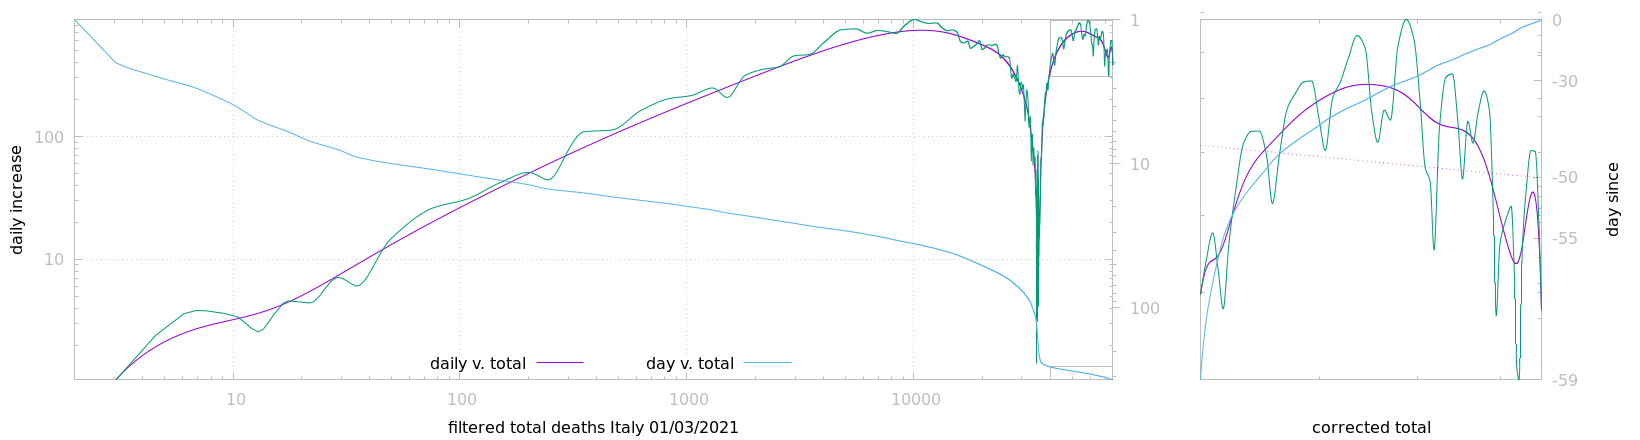 daily increase
100
10
10
100
1000
10000
filtered total deaths Italy 01/03/2021
daily v. total
day v. total
1
10
100
corrected total
0
-30
-50
-55
-59
day since